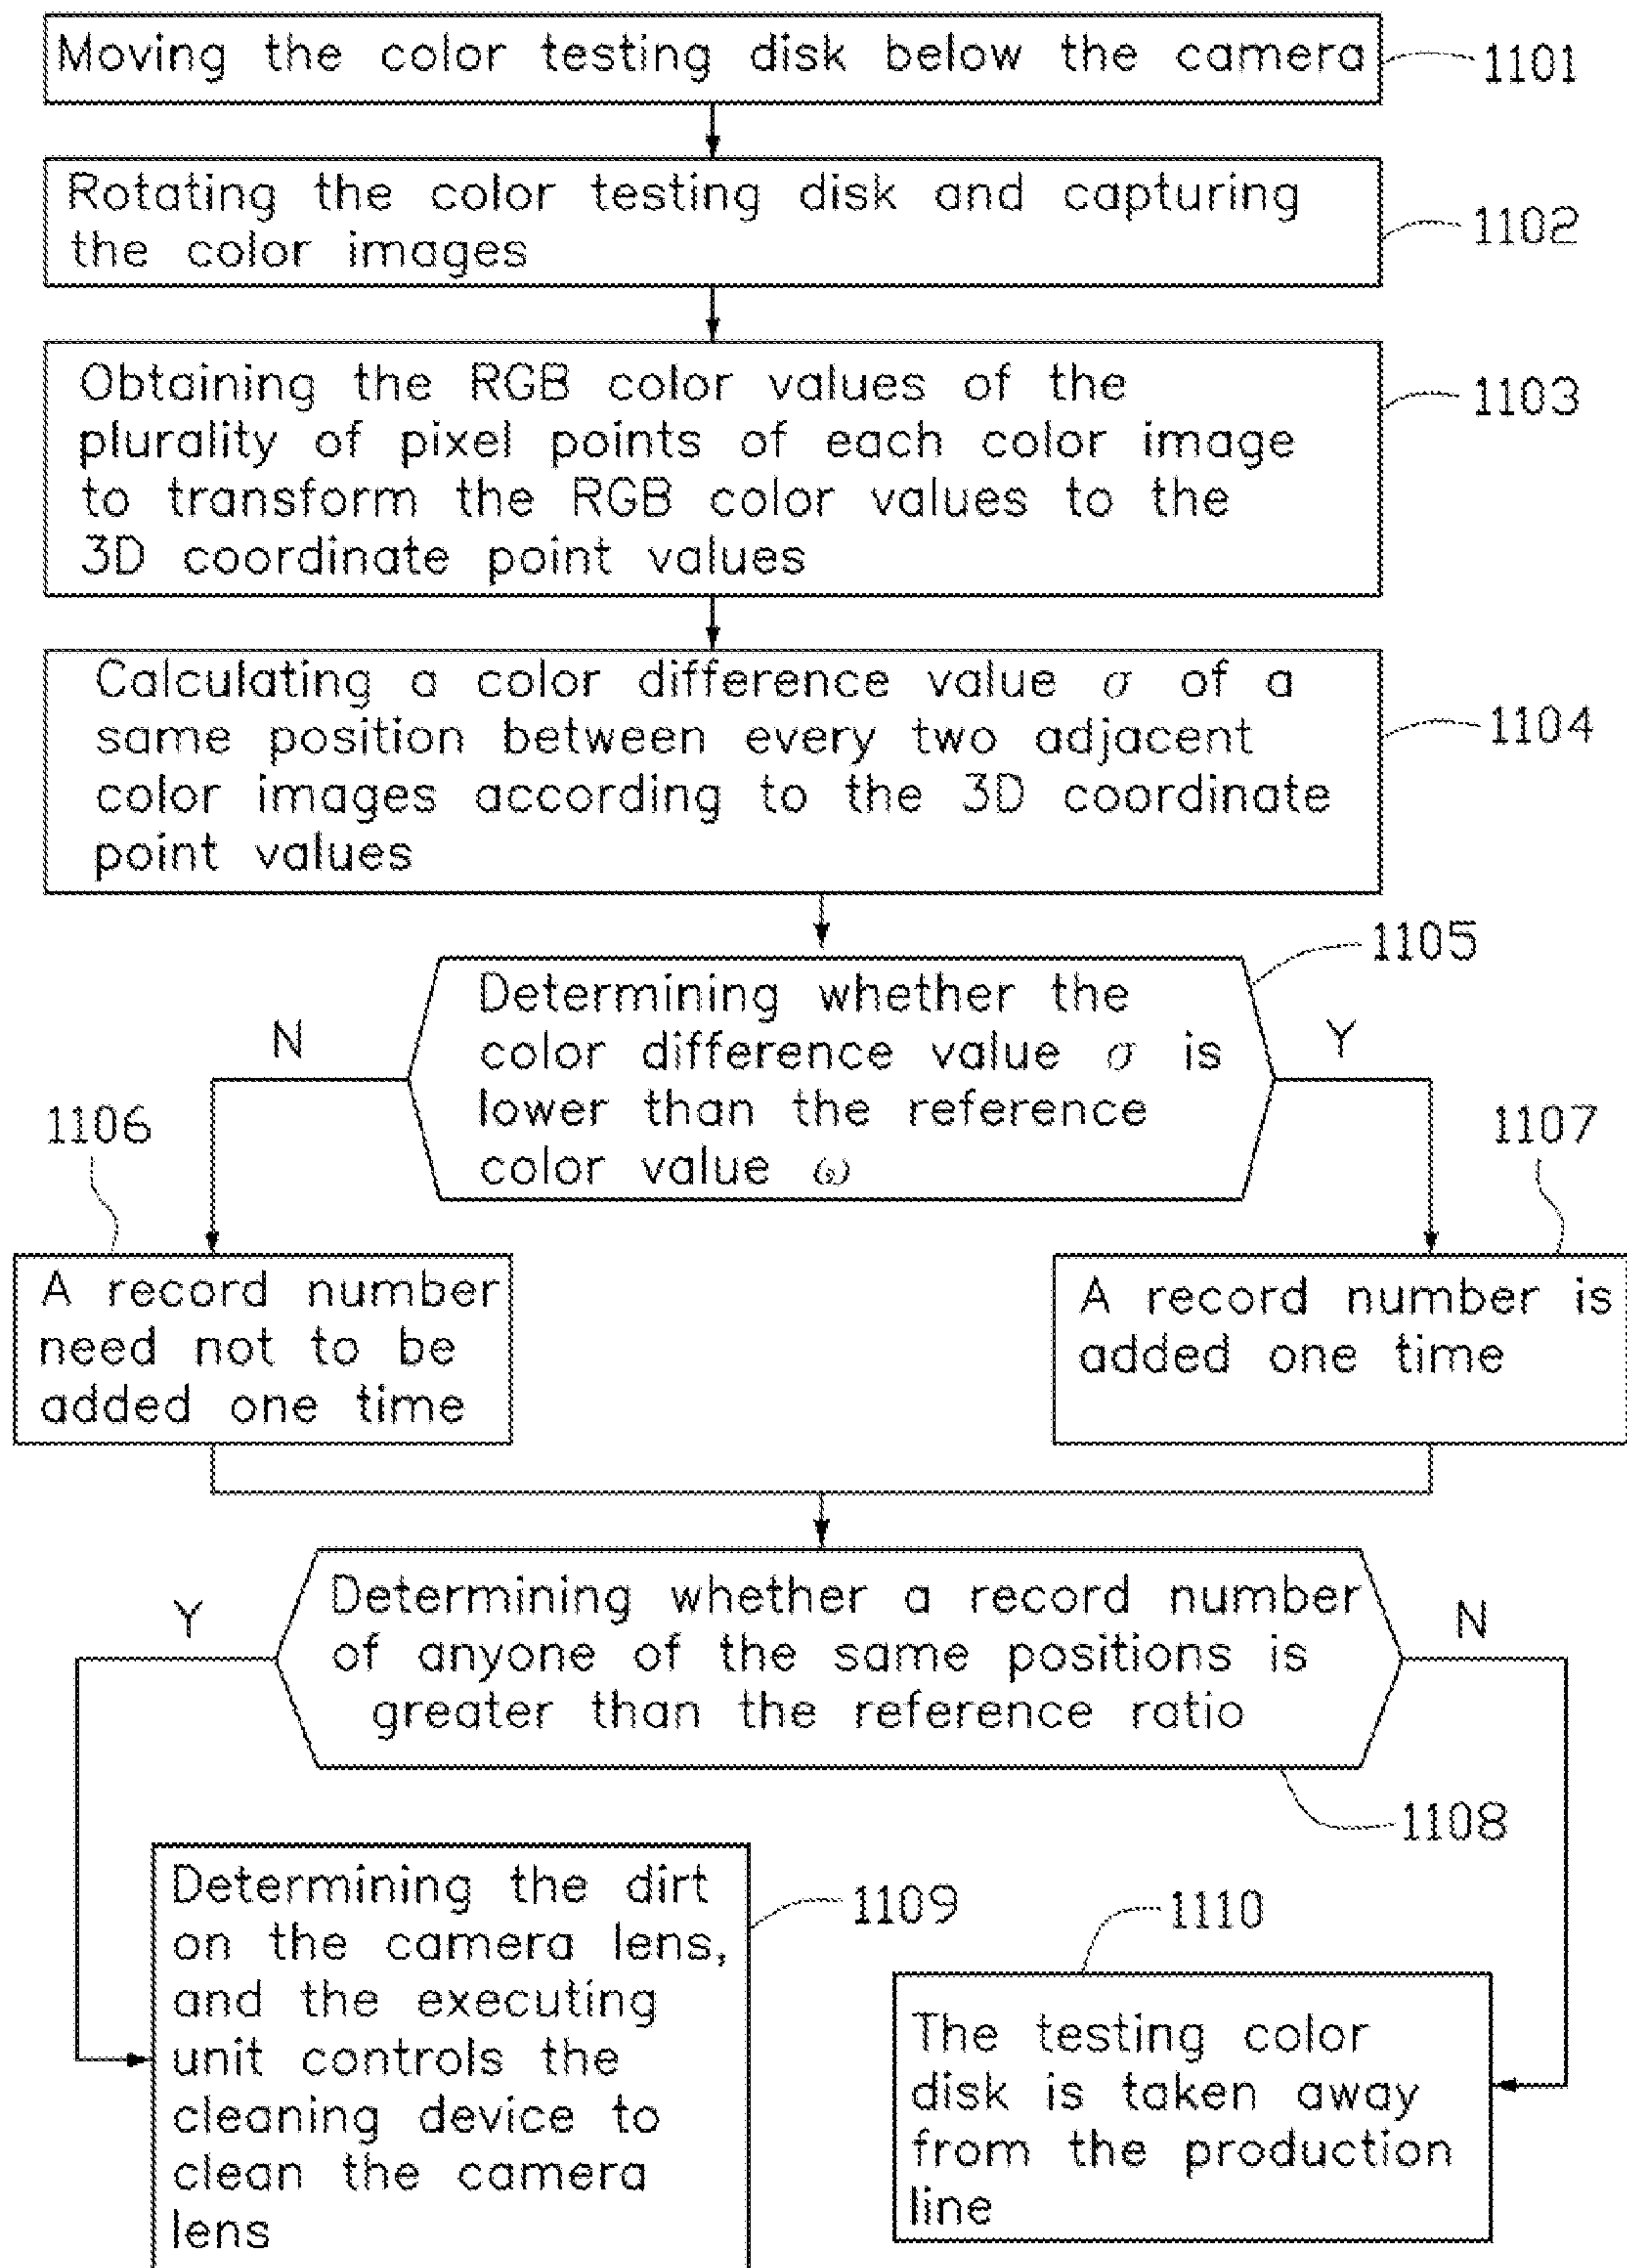 Moving the color testing disk below the camera
1101
Rotating the color testing disk and capturing
the color images
1102
Obtaining the RGB color values of the
plurality of pixel points of each color image
to transform the RGB color values to the
3D coordinate point values
1103
Calculating a color difference value σ of a
same position between every two adjacent
color images according to the 3D coordinate
point values
1104
1105
Determining whether the
color difference value σ is
lower than the reference
color value ω
N
Y
1106
1107
A record number
need not to be
added one time
A record number is
added one time
Determining whether a record number
of anyone of the same positions is
greater than the reference ratio
Y
N
1108
Determining the dirt
on the camera lens,
and the executing
unit controls the
cleaning device to
clean the camera
lens
1109
1110
The testing color
disk is taken away
from the production
line